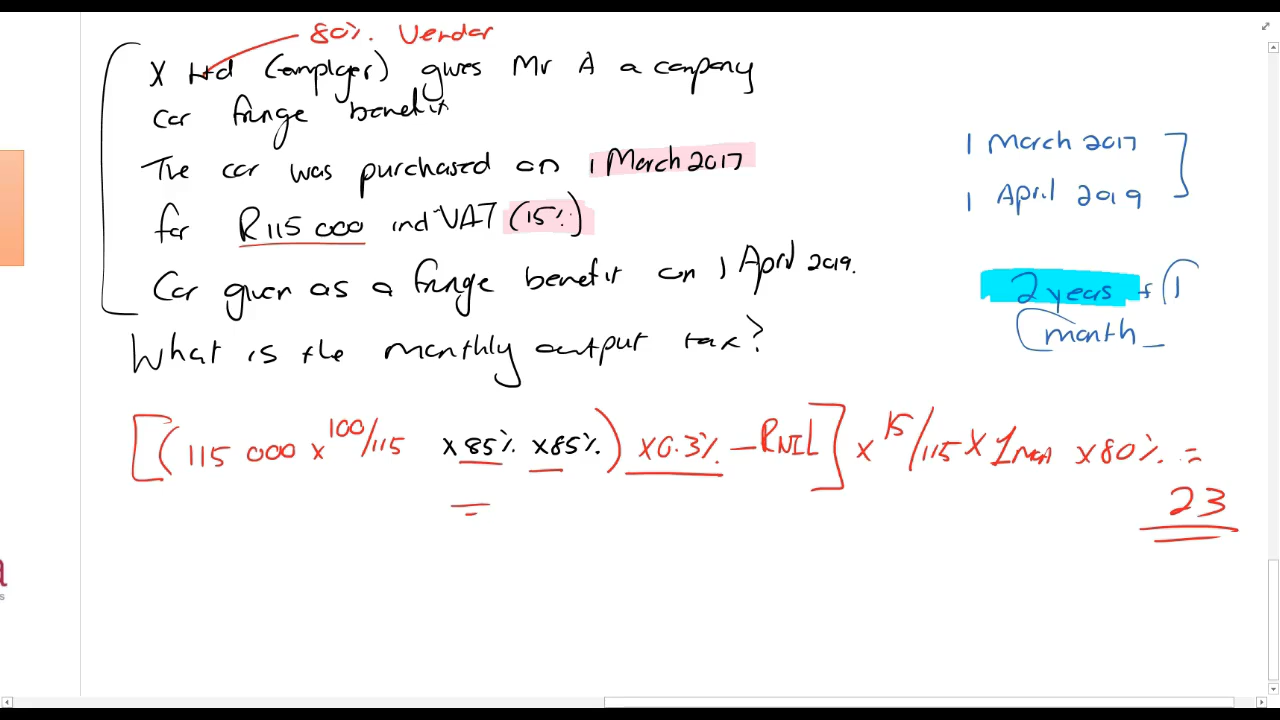 80% Vendor
X Ltd (employer) gives Mr A a company
car fringe benefit
The car was purchased on 1 March 2017
for R115 000 incl VAT (15%)
Car given as a fringe benefit on 1 April 2019.
What is the monthly output tax?
1 March 2017
1 April 2019
2 years + (1
month
[(115 000 x 100/115 x 85% x 85%) x 0.3% - RNIL] x 15/115 x 1 x 80% =
23
a
s